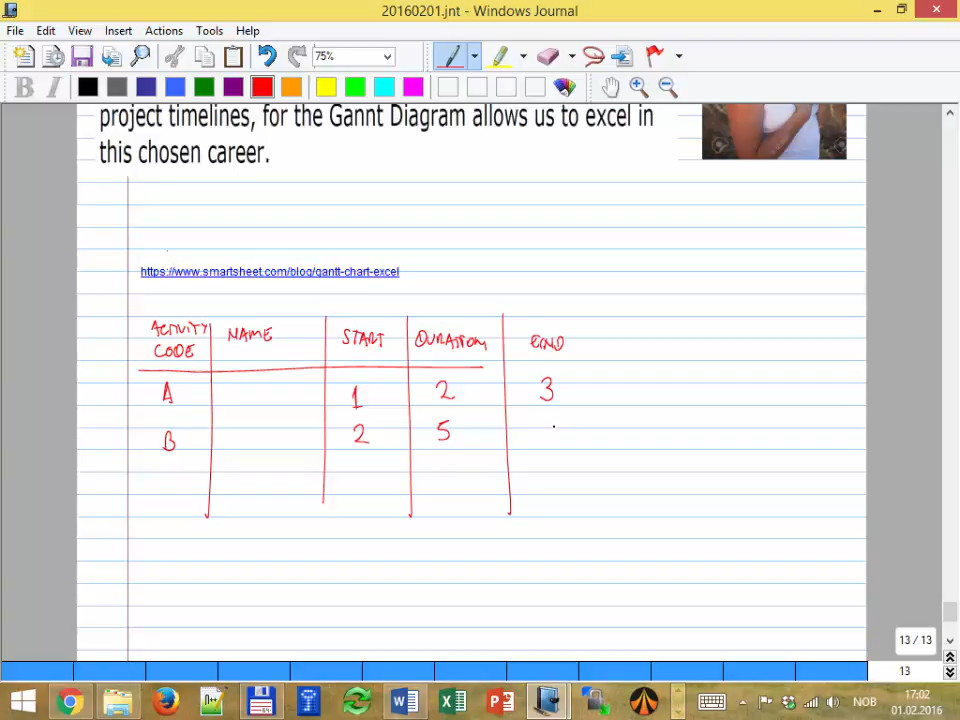 20160201.jnt - Windows Journal
File Edit View Insert Actions Tools Help
75%
B I
project timelines, for the Gannt Diagram allows us to excel in
this chosen career.
https://www.smartsheet.com/blog/gantt-chart-excel
ACTIVITY CODE NAME START DURATION END
A 1 2 3
B 2 5
13 / 13
13
NOB
17:02
01.02.2016